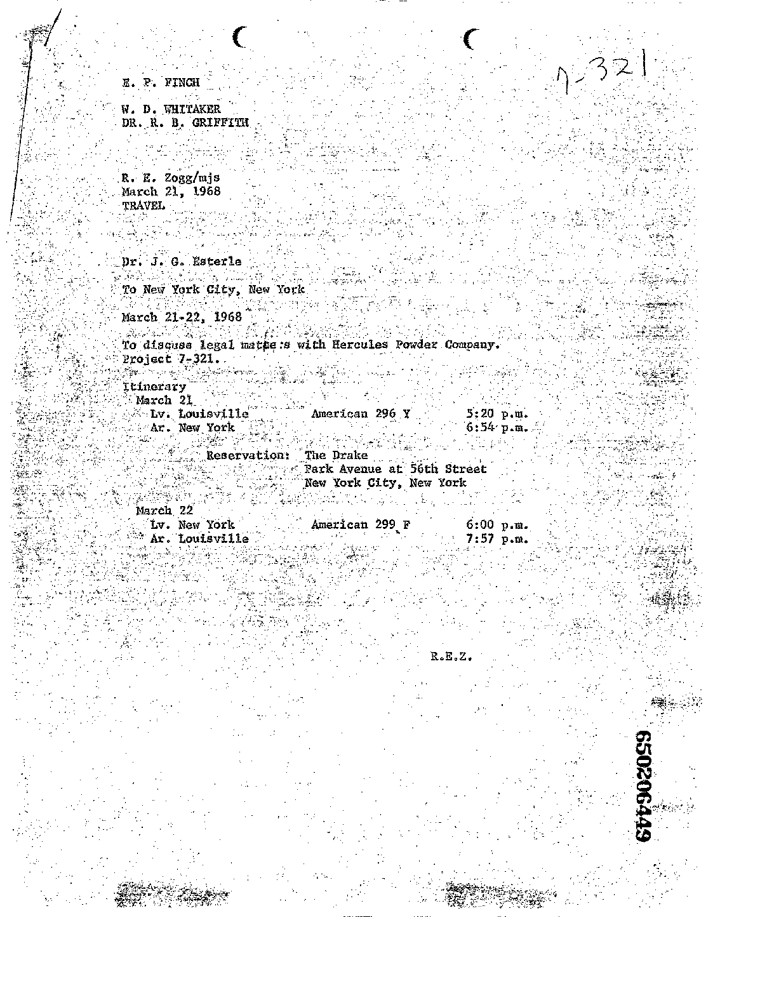 7-321
E. P. FINCH
W. D. WHITAKER
DR. R. B. GRIFFITH
R. E. Zogg/mjs
March 21, 1968
TRAVEL
Dr. J. G. Esterle
To New York City, New York
March 21-22, 1968
To discuss legal matters with Hercules Powder Company.
Project 7-321.
Itinerary
March 21
Lv. Louisville American 296 Y 5:20 p.m.
Ar. New York 6:54 p.m.
Reservation: The Drake
Park Avenue at 56th Street
New York City, New York
March 22
Lv. New York American 299 F 6:00 p.m.
Ar. Louisville 7:57 p.m.
R.E.Z.
650206449